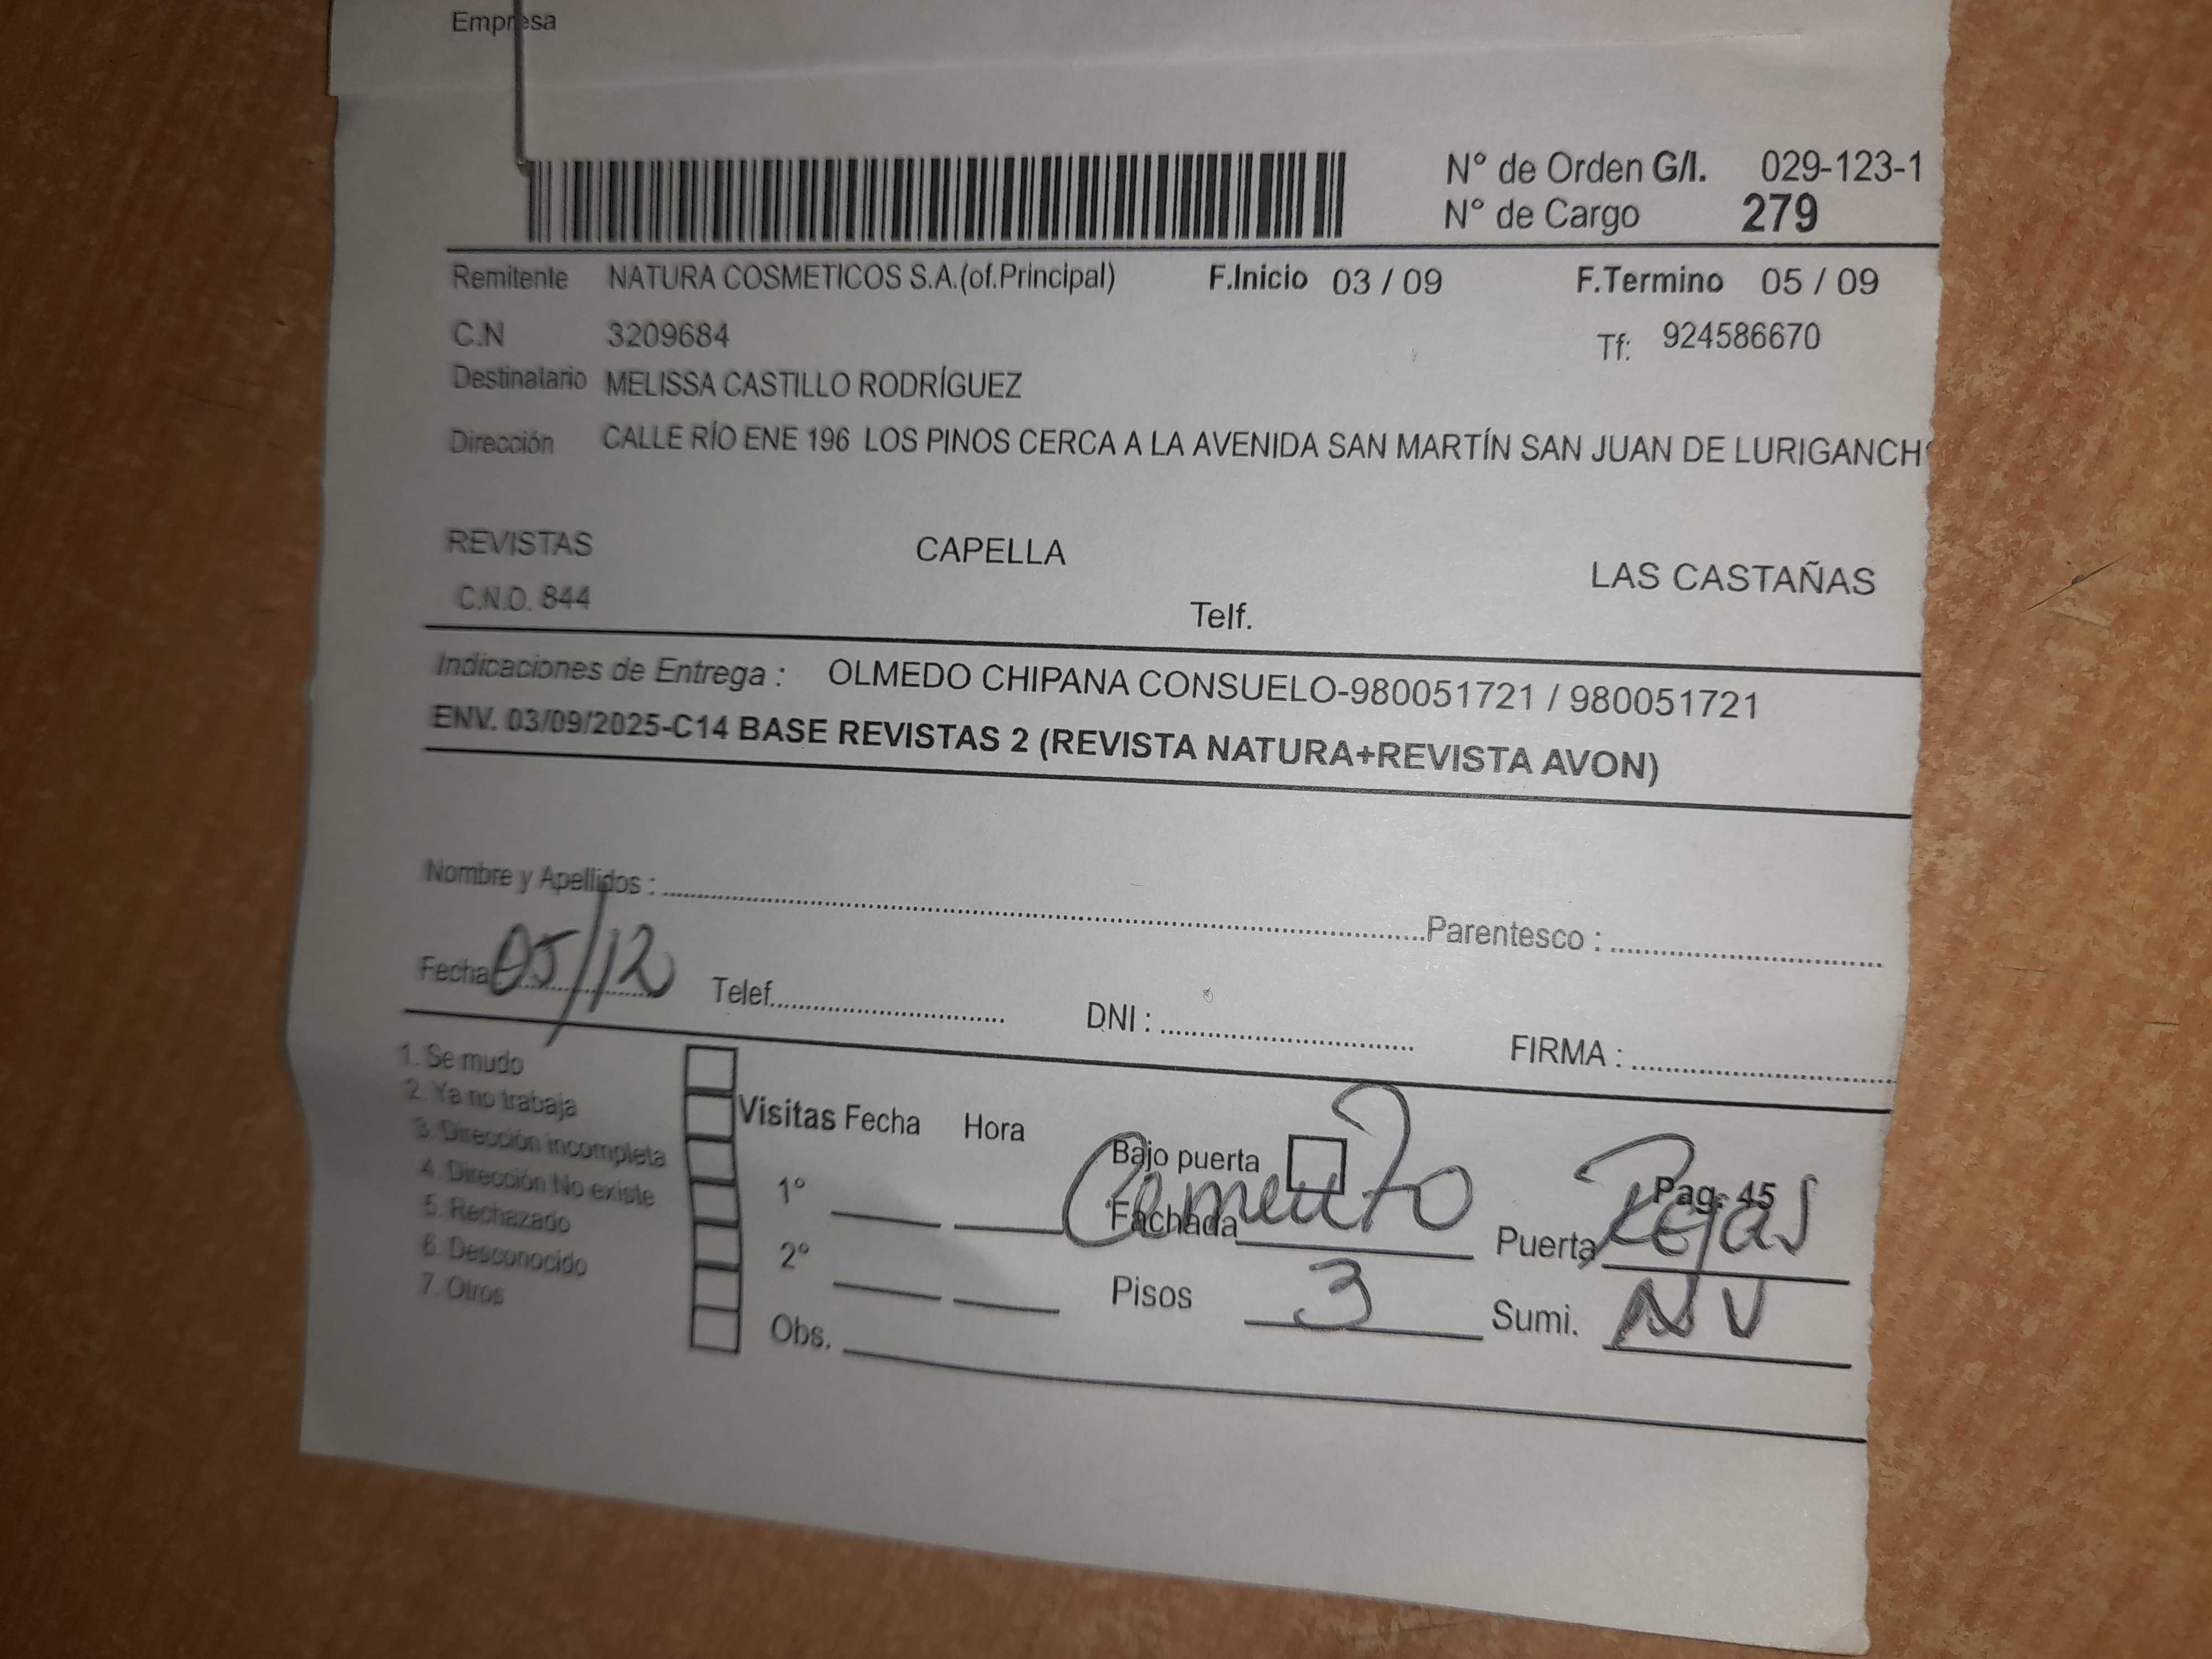 Empresa
N° de Orden G/I. 029-123-1
N° de Cargo 279
Remitente NATURA COSMETICOS S.A.(of.Principal) F.Inicio 03 / 09 F.Termino 05 / 09
C.N 3209684 Tf: 924586670
Destinatario MELISSA CASTILLO RODRÍGUEZ
Dirección CALLE RÍO ENE 196 LOS PINOS CERCA A LA AVENIDA SAN MARTÍN SAN JUAN DE LURIGANCH
REVISTAS CAPELLA LAS CASTAÑAS
C.N.O. 844 Telf.
Indicaciones de Entrega : OLMEDO CHIPANA CONSUELO-980051721 / 980051721
ENV. 03/09/2025-C14 BASE REVISTAS 2 (REVISTA NATURA+REVISTA AVON)
Nombre y Apellidos : Parentesco :
Fecha 05/12 Telef. DNI : FIRMA :
1. Se mudo
2. Ya no trabaja
3. Dirección incompleta
4. Dirección No existe
5. Rechazado
6. Desconocido
7. Otros
Visitas Fecha Hora
1°
2°
Obs.
Bajo puerta
Pag. 45
Fachada Cemento Puerta Rejas
Pisos 3 Sumi. NV